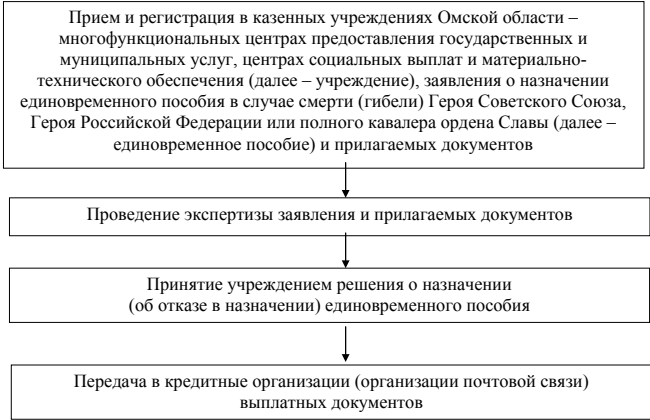 Прием и регистрация в казенных учреждениях Омской области –
многофункциональных центрах предоставления государственных и
муниципальных услуг, центрах социальных выплат и материально-
технического обеспечения (далее – учреждение), заявления о назначении
единовременного пособия в случае смерти (гибели) Героя Советского Союза,
Героя Российской Федерации или полного кавалера ордена Славы (далее –
единовременное пособие) и прилагаемых документов
Проведение экспертизы заявления и прилагаемых документов
Принятие учреждением решения о назначении
(об отказе в назначении) единовременного пособия
Передача в кредитные организации (организации почтовой связи)
выплатных документов